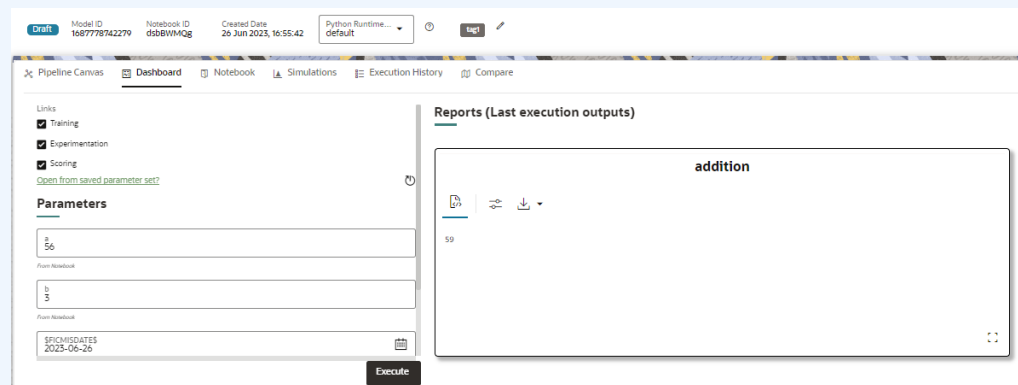 Draft
Model ID
1687778742279
Notebook ID
dsbBWMQg
Created Date
26 Jun 2023, 16:55:42
Python Runtime...
default
tag1
Pipeline Canvas
Dashboard
Notebook
Simulations
Execution History
Compare
Links
Training
Experimentation
Scoring
Open from saved parameter set?
Parameters
a
56
From Notebook
b
3
From Notebook
$FICMISDATE$
2023-06-26
Execute
Reports (Last execution outputs)
addition
59